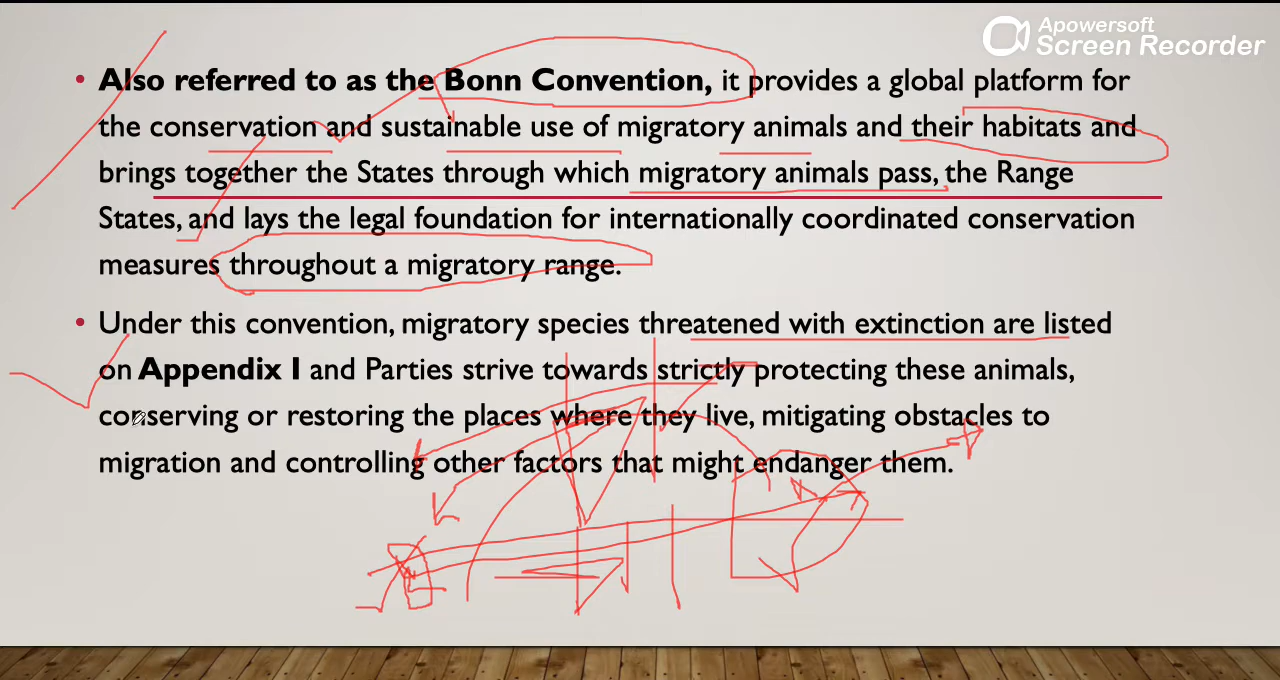 Apowersoft
Screen Recorder
• Also referred to as the Bonn Convention, it provides a global platform for
the conservation and sustainable use of migratory animals and their habitats and
brings together the States through which migratory animals pass, the Range
States, and lays the legal foundation for internationally coordinated conservation
measures throughout a migratory range.
• Under this convention, migratory species threatened with extinction are listed
on Appendix I and Parties strive towards strictly protecting these animals,
conserving or restoring the places where they live, mitigating obstacles to
migration and controlling other factors that might endanger them.